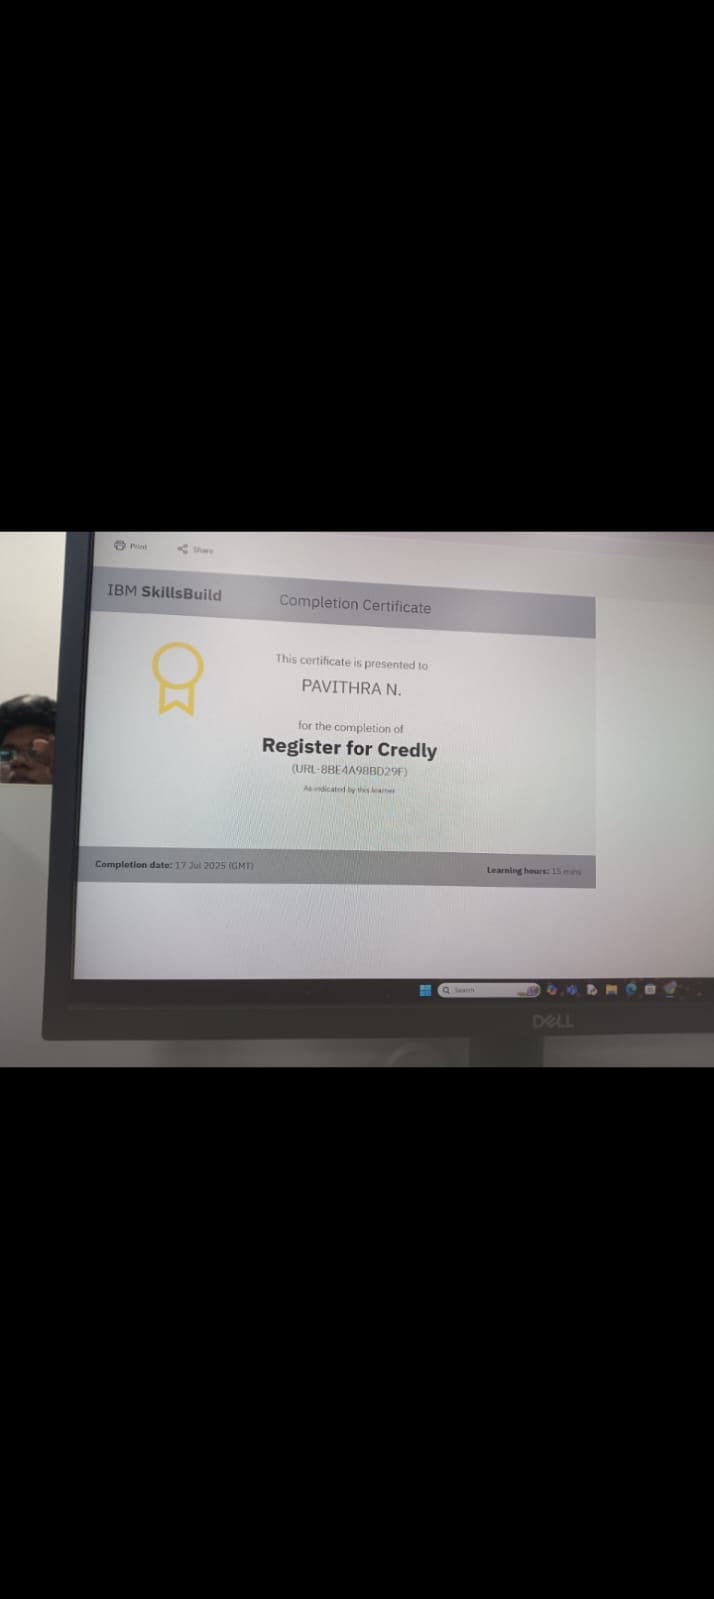 Print Share
IBM SkillsBuild Completion Certificate
This certificate is presented to
PAVITHRA N.
for the completion of
Register for Credly
(URL-8BE4A98BD29F)
As indicated by this learner
Completion date: 17 Jul 2025 (GMT) Learning hours: 15 mins
Search
DELL